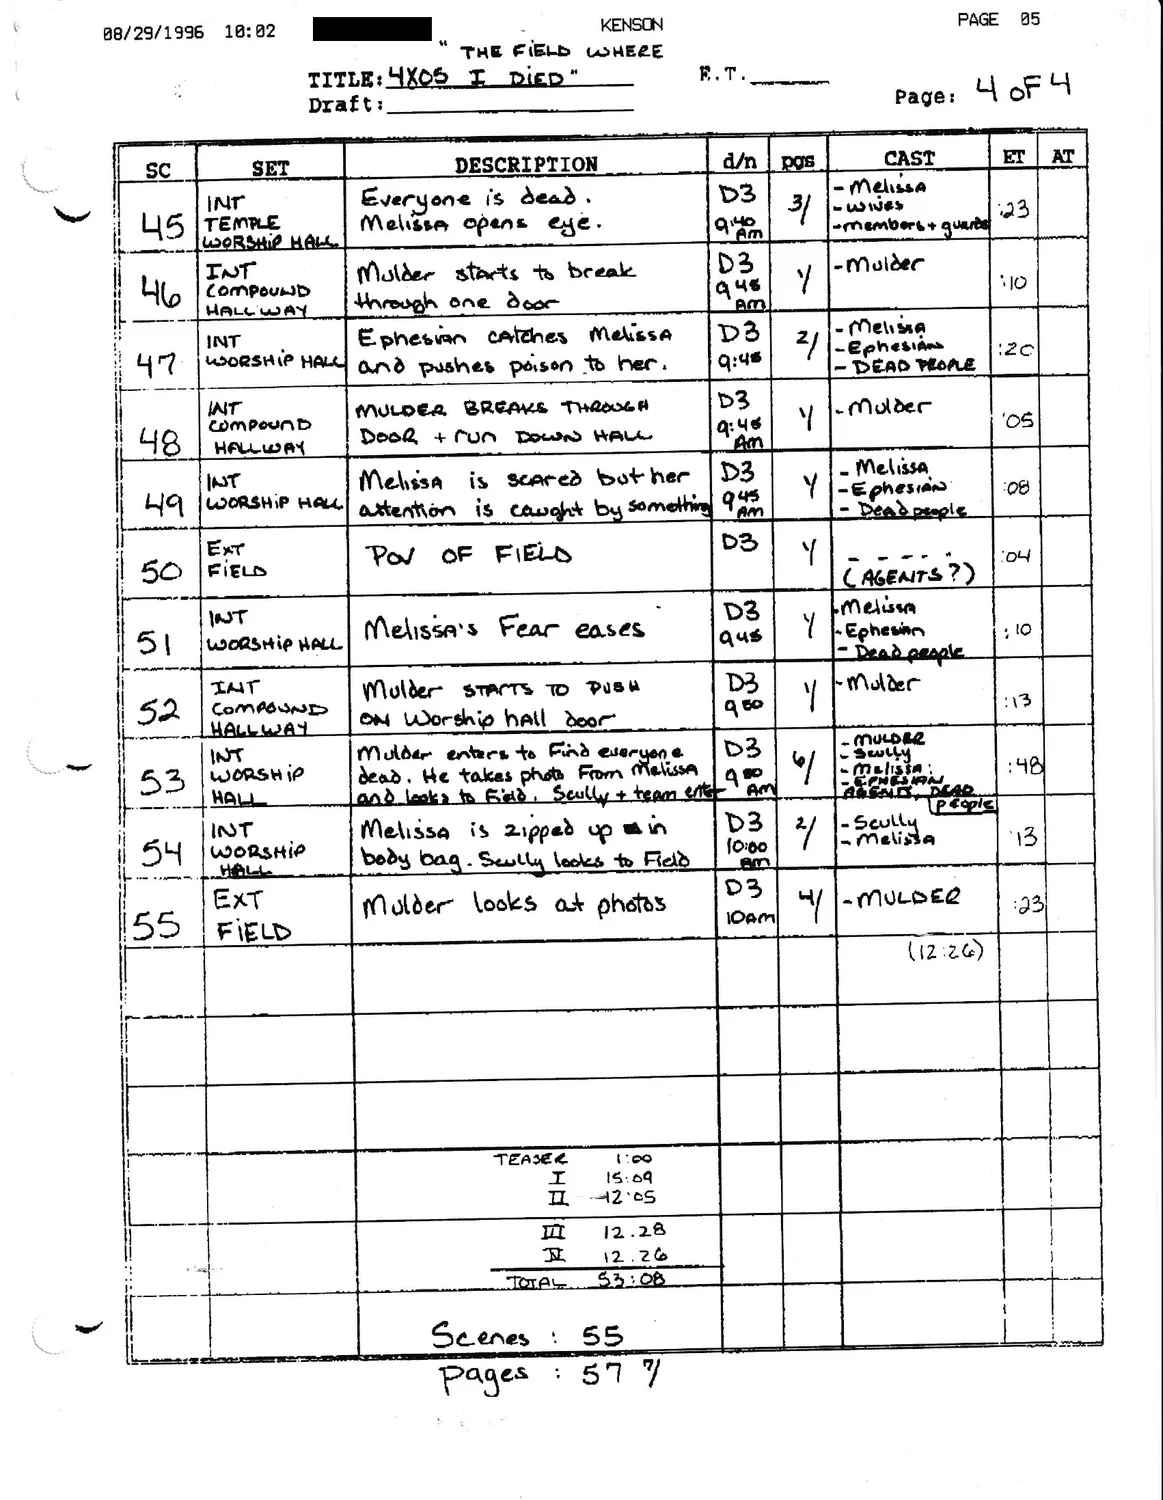 08/29/1996 10:02 KENSON PAGE 05
" THE FiELD WHERE
TITLE: 4X05 I DiED" E.T.
Draft: Page: 4 oF 4
SC SET DESCRIPTION d/n pgs CAST ET AT
45 INT TEMPLE WORSHiP HALL Everyone is dead. Melissa opens eye. D3 9:40 Am 3/ - Melissa - wives - members + guards :23
46 INT COMPOUND HALLWAY Mulder starts to break through one door D3 9 45 Am 1/ - Mulder :10
47 INT WORSHiP HALL Ephesian catches Melissa and pushes poison to her. D3 9:45 2/ - Melissa - Ephesian - DEAD PEOPLE :20
48 INT COMPOUND HALLWAY MULDER BREAKS THROUGH DooR + run DOWN HALL D3 9:45 Am 1/ - Mulder :05
49 INT WORSHiP HALL Melissa is scared but her attention is caught by something D3 9 45 Am 1/ - Melissa - Ephesian - Dead people :08
50 EXT FiELD POV OF FiELD D3 1/ - - - - - (AGENTS?) :04
51 INT WORSHiP HALL Melissa's Fear eases D3 9 45 1/ - Melissa - Ephesian - Dead people :10
52 INT COMPOUND HALLWAY Mulder STARTS TO PUSH ON Worship hAll door D3 9 50 1/ - Mulder :13
53 INT WORSHiP HALL Mulder enters to Find everyone dead. He takes photo From Melissa and looks to Field. Scully + team enter D3 9 50 AM 6/ - MULDER - Scully - Melissa - EPHESIAN AGENTS, DEAD people :48
54 INT WORSHiP HALL Melissa is zipped up in body bag. Scully looks to Field D3 10:00 Am 2/ - Scully - Melissa :13
55 EXT FiELD Mulder looks at photos D3 10Am 4/ - MULDER :23
(12:26)
TEASER 1:00
I 15:09
II 12:05
III 12.28
IV 12.26
TOTAL 53:08
Scenes : 55
pages : 57 7/